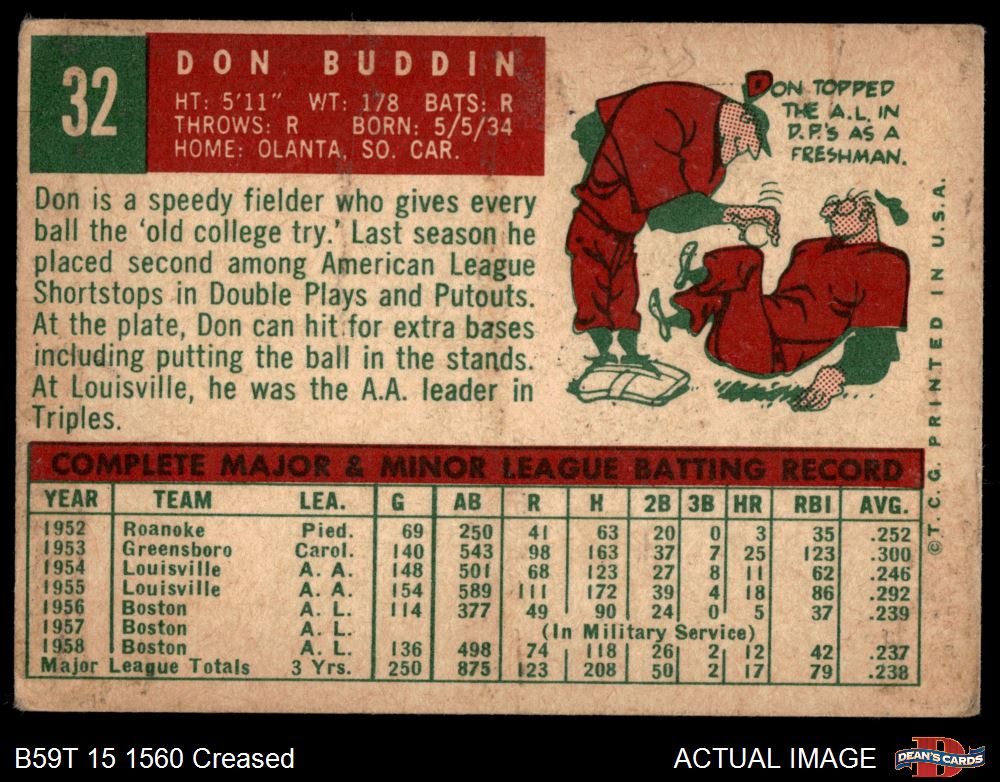 32
DON BUDDIN
HT: 5'11" WT: 178 BATS: R
THROWS: R BORN: 5/5/34
HOME: OLANTA, SO. CAR.
DON TOPPED
THE A.L. IN
D.P.'S AS A
FRESHMAN.
Don is a speedy fielder who gives every
ball the 'old college try.' Last season he
placed second among American League
Shortstops in Double Plays and Putouts.
At the plate, Don can hit for extra bases
including putting the ball in the stands.
At Louisville, he was the A.A. leader in
Triples.
COMPLETE MAJOR & MINOR LEAGUE BATTING RECORD
YEAR TEAM LEA. G AB R H 2B 3B HR RBI AVG.
1952 Roanoke Pied. 69 250 41 63 20 0 3 35 .252
1953 Greensboro Carol. 140 543 98 163 37 7 25 123 .300
1954 Louisville A. A. 148 501 68 123 27 8 11 62 .246
1955 Louisville A. A. 154 589 111 172 39 4 18 86 .292
1956 Boston A. L. 114 377 49 90 24 0 5 37 .239
1957 Boston A. L. (In Military Service)
1958 Boston A. L. 136 498 74 118 26 2 12 42 .237
Major League Totals 3 Yrs. 250 875 123 208 50 2 17 79 .238
©T. C. G. PRINTED IN U.S.A.
B59T 15 1560 Creased
ACTUAL IMAGE
DEAN'S CARDS